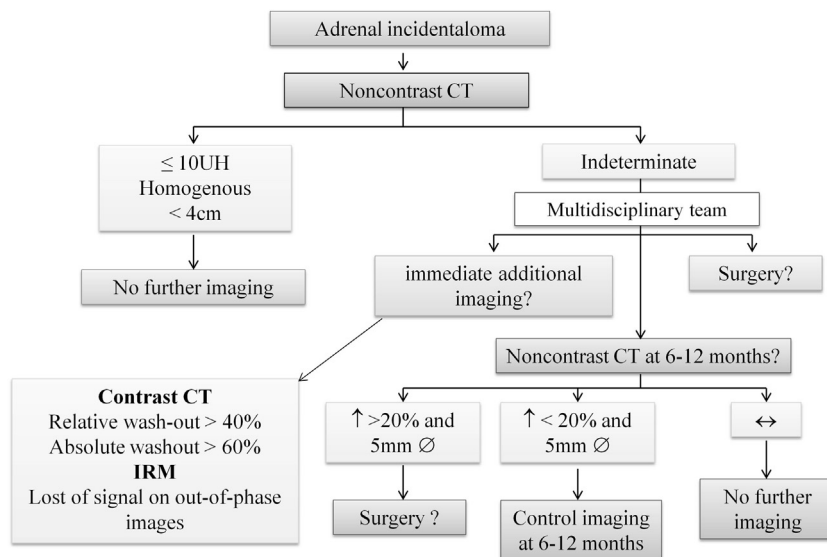 Adrenal incidentaloma
Noncontrast CT
≤ 10UH
Homogenous
< 4cm
Indeterminate
Multidisciplinary team
No further imaging
immediate additional
imaging?
Surgery?
Noncontrast CT at 6-12 months?
Contrast CT
Relative wash-out > 40%
Absolute washout > 60%
IRM
Lost of signal on out-of-phase
images
↑ >20% and
5mm ∅
↑ < 20% and
5mm ∅
↔
Surgery ?
Control imaging
at 6-12 months
No further
imaging